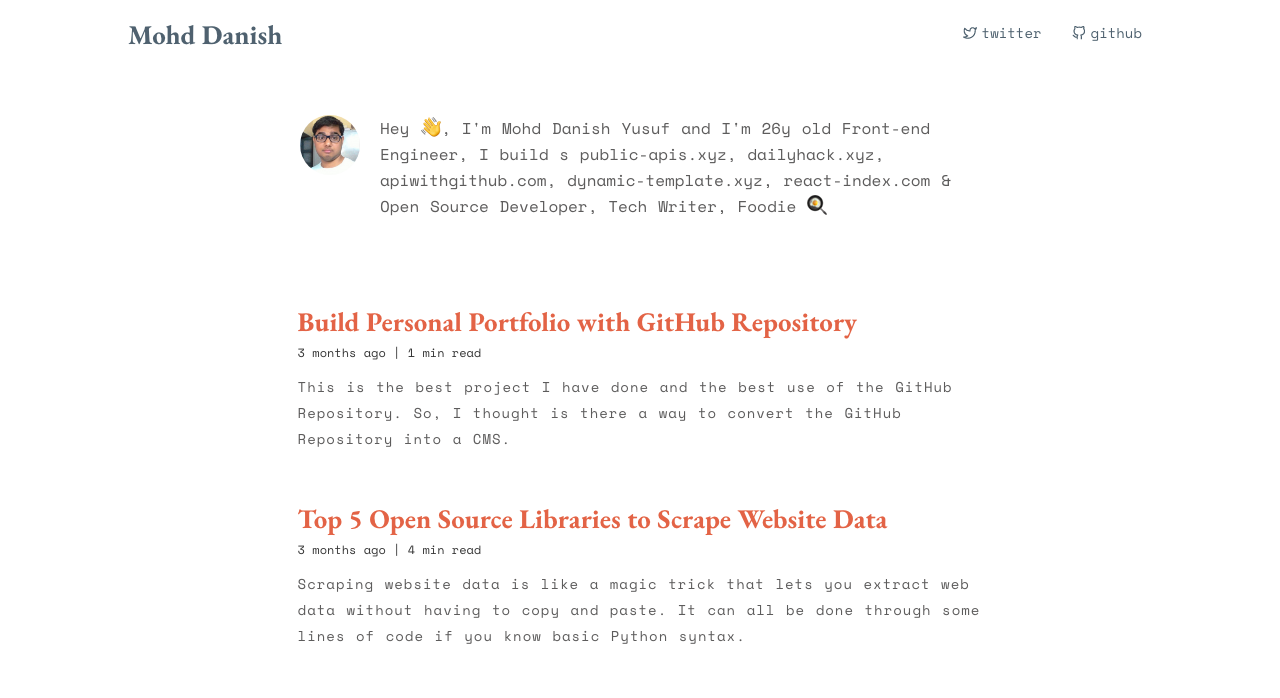 Mohd Danish
twitter
github
Hey 👋, I'm Mohd Danish Yusuf and I'm 26y old Front-end
Engineer, I build s public-apis.xyz, dailyhack.xyz,
apiwithgithub.com, dynamic-template.xyz, react-index.com &
Open Source Developer, Tech Writer, Foodie 🍳
Build Personal Portfolio with GitHub Repository
3 months ago | 1 min read
This is the best project I have done and the best use of the GitHub
Repository. So, I thought is there a way to convert the GitHub
Repository into a CMS.
Top 5 Open Source Libraries to Scrape Website Data
3 months ago | 4 min read
Scraping website data is like a magic trick that lets you extract web
data without having to copy and paste. It can all be done through some
lines of code if you know basic Python syntax.